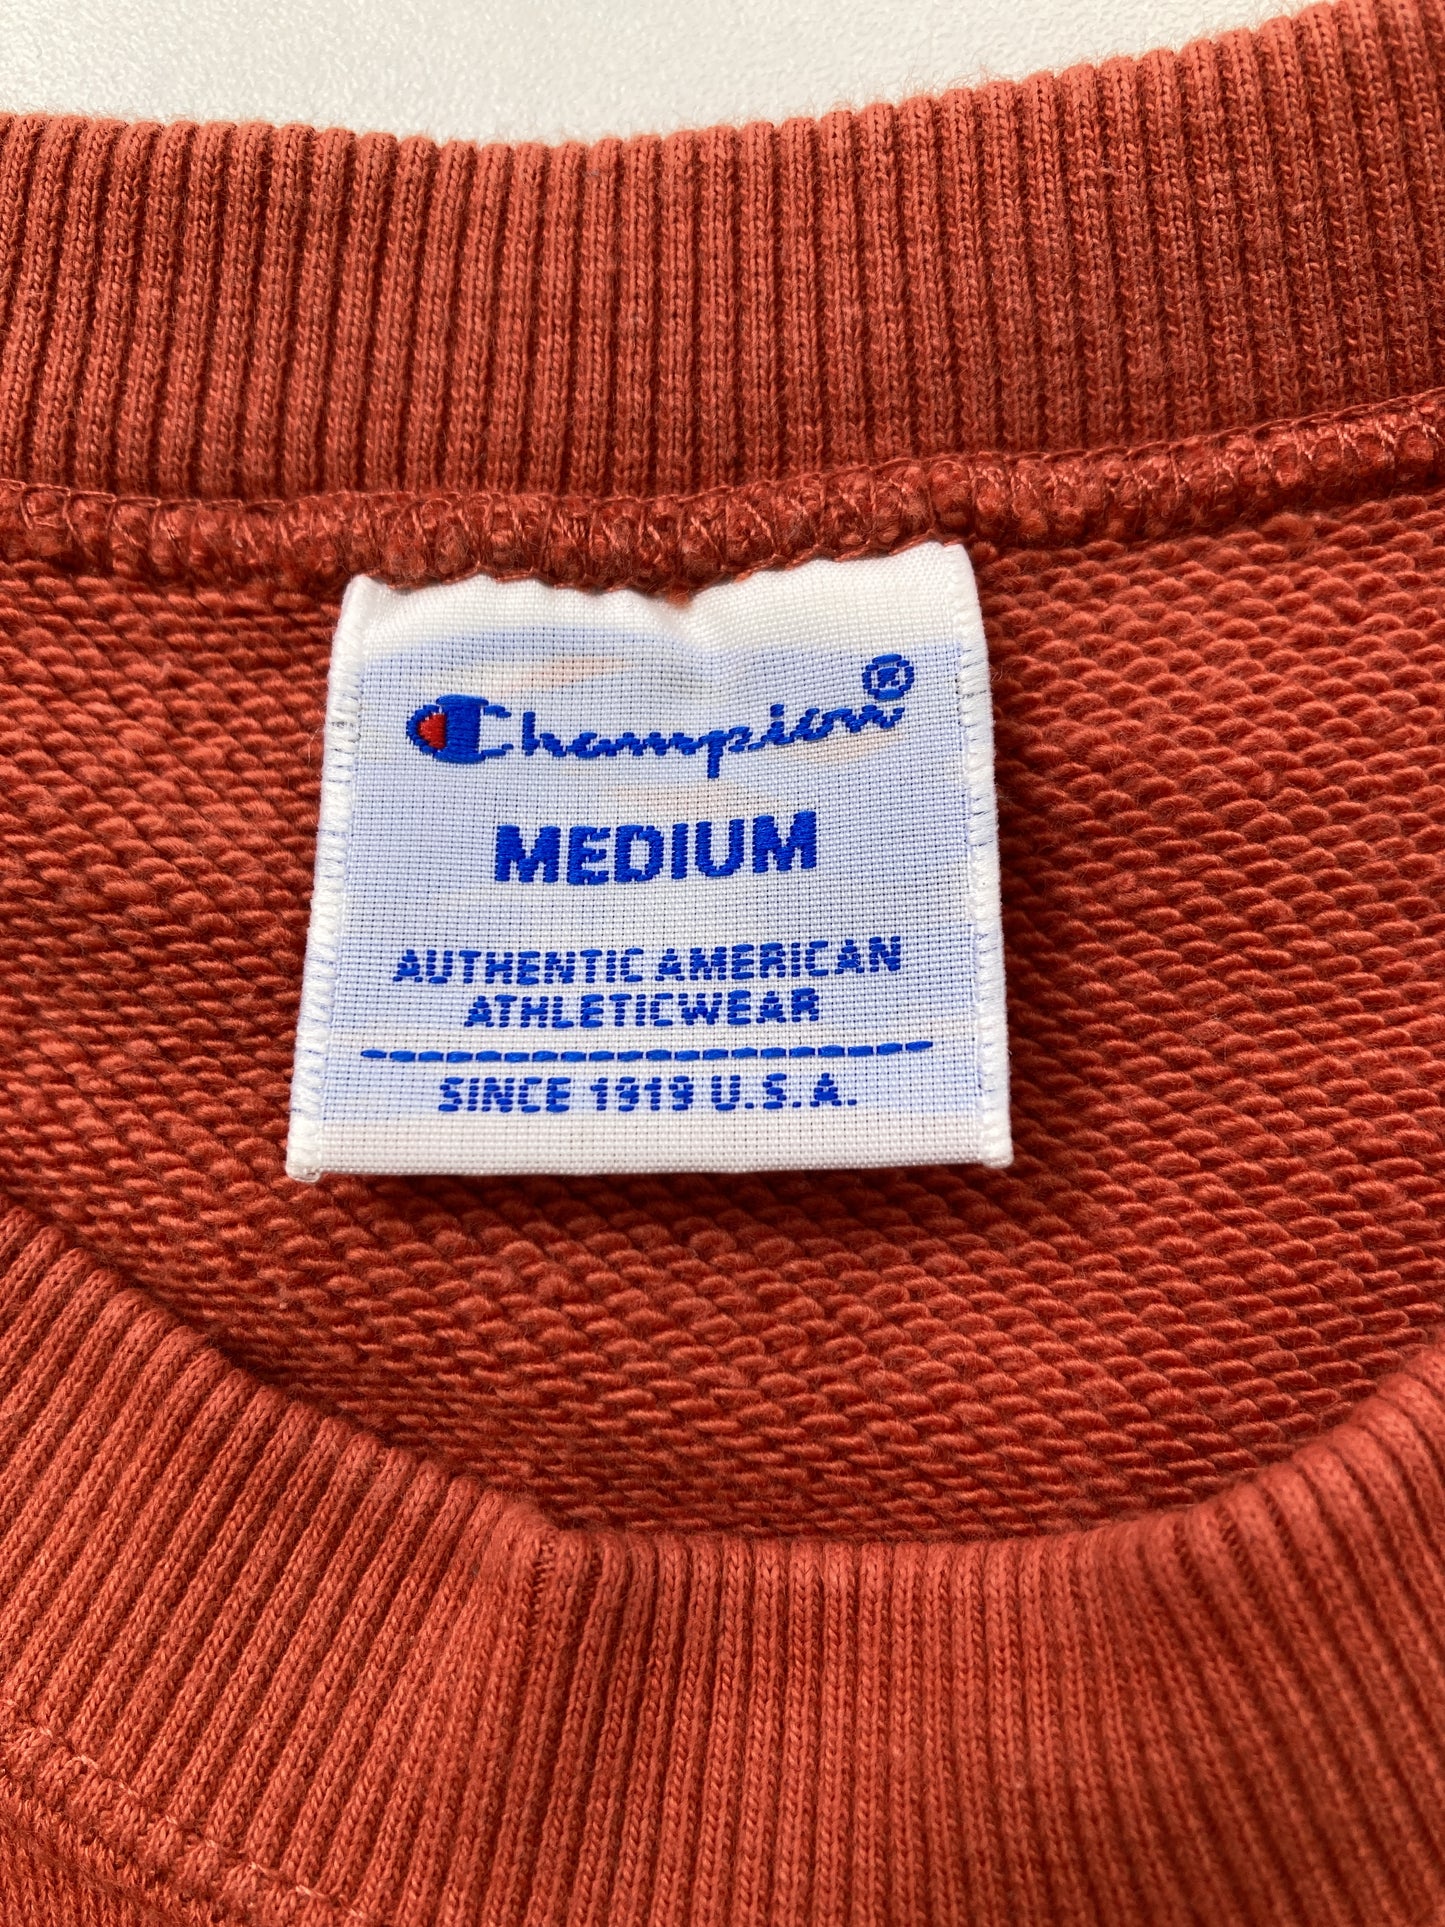 Champion®
MEDIUM
AUTHENTIC AMERICAN
ATHLETICWEAR
SINCE 1919 U.S.A.